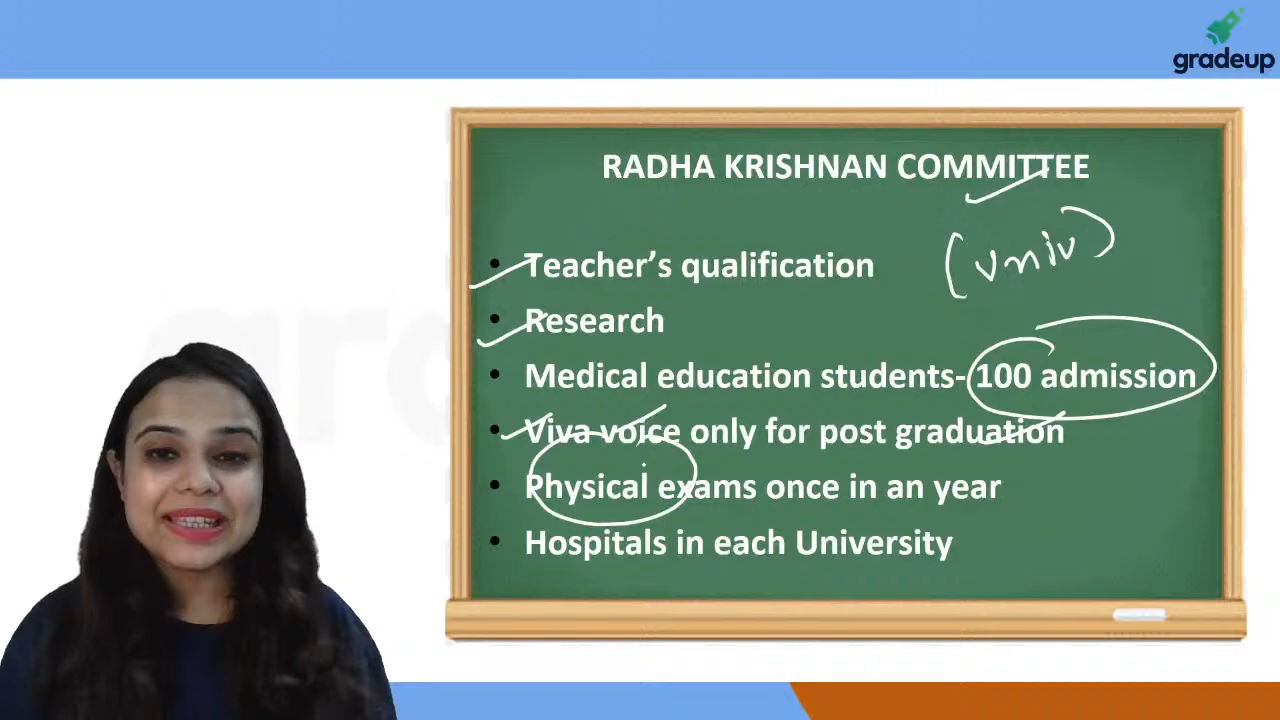 gradeup
RADHA KRISHNAN COMMITTEE
(Univ)
• Teacher's qualification
• Research
• Medical education students- 100 admission
• Viva voice only for post graduation
• Physical exams once in an year
• Hospitals in each University